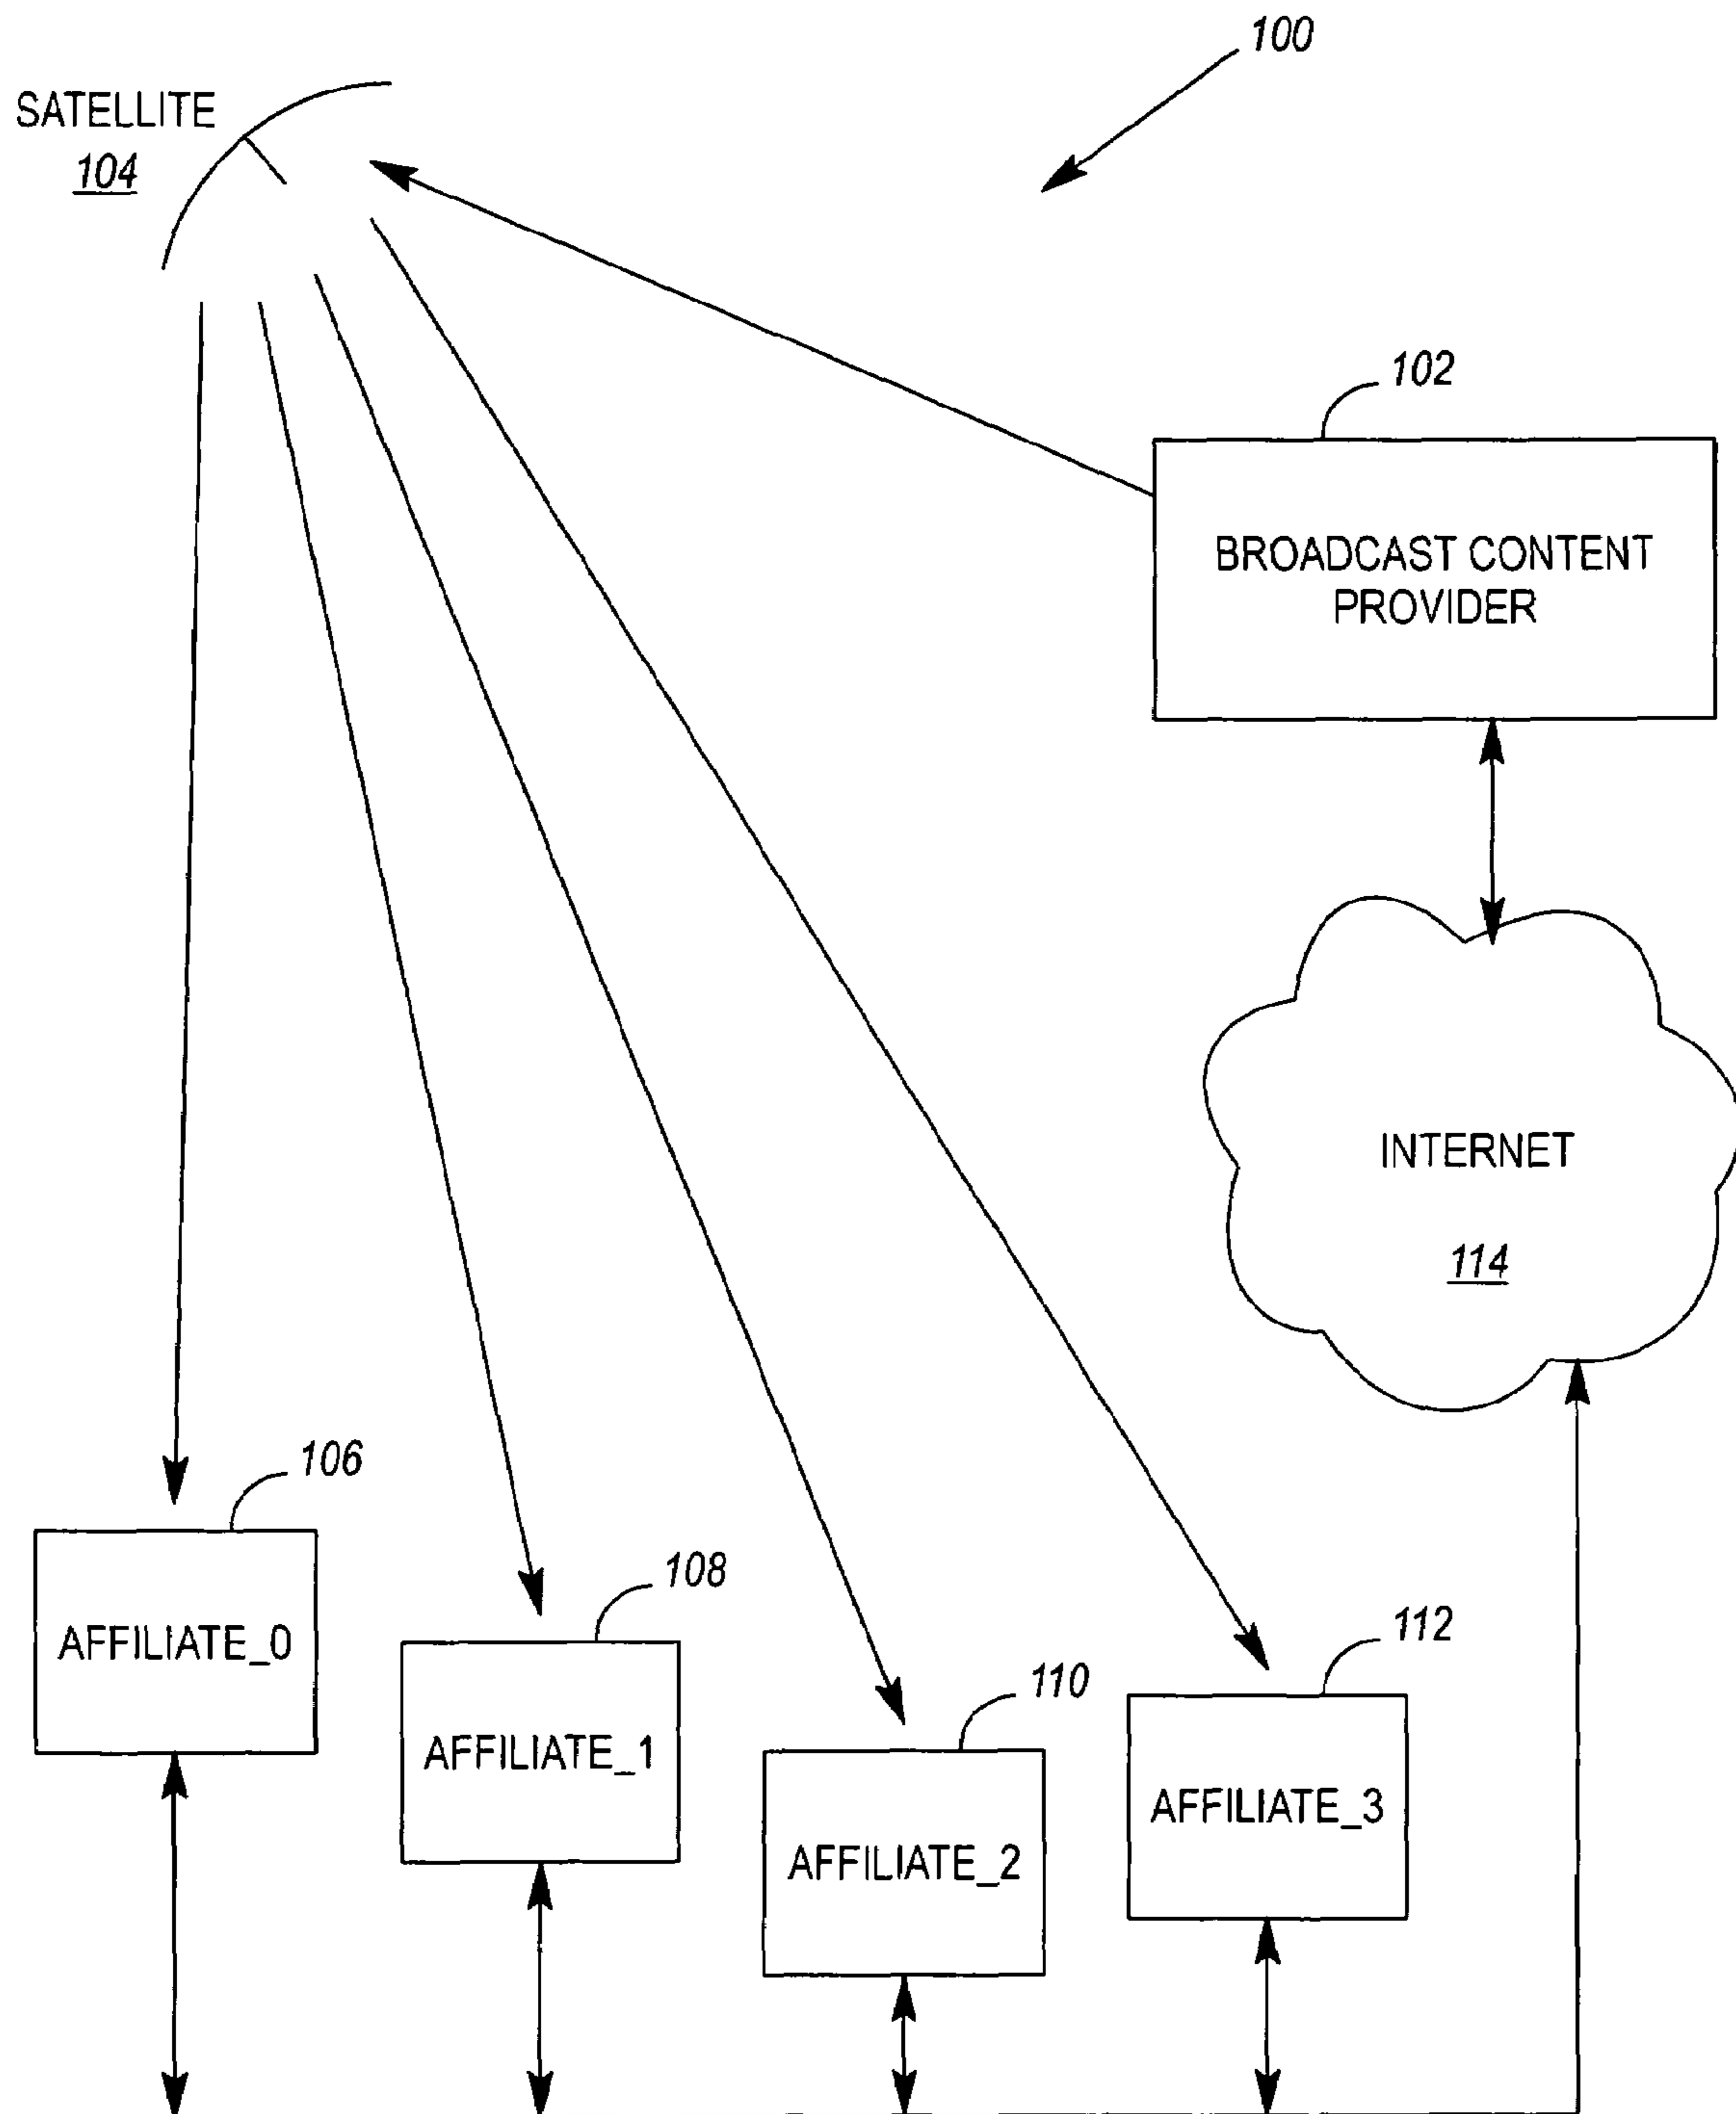 100
SATELLITE
104
102
BROADCAST CONTENT
PROVIDER
INTERNET
114
106
AFFILIATE_0
108
AFFILIATE_1
110
AFFILIATE_2
112
AFFILIATE_3